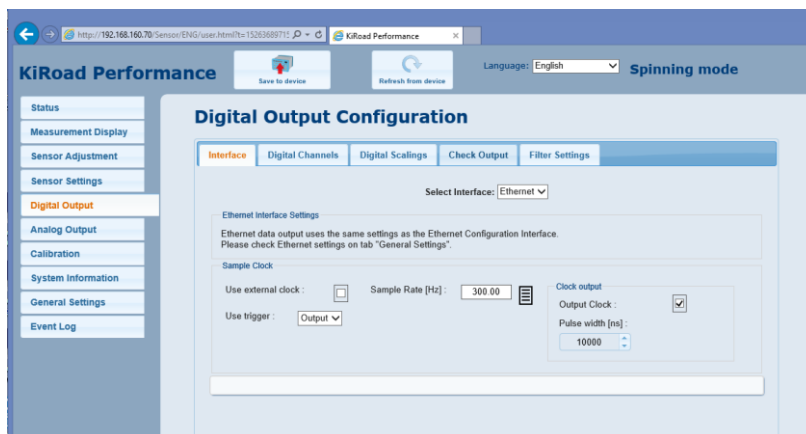 http://192.168.160.70/Sensor/ENG/user.html?t=1526368971
KiRoad Performance
KiRoad Performance
Save to device
Refresh from device
Language: English
Spinning mode
Status
Measurement Display
Sensor Adjustment
Sensor Settings
Digital Output
Analog Output
Calibration
System Information
General Settings
Event Log
Digital Output Configuration
Interface Digital Channels Digital Scalings Check Output Filter Settings
Select Interface: Ethernet
Ethernet Interface Settings
Ethernet data output uses the same settings as the Ethernet Configuration Interface.
Please check Ethernet settings on tab "General Settings".
Sample Clock
Use external clock : Sample Rate [Hz] : 300.00
Use trigger : Output
Clock output
Output Clock :
Pulse width [ns] :
10000